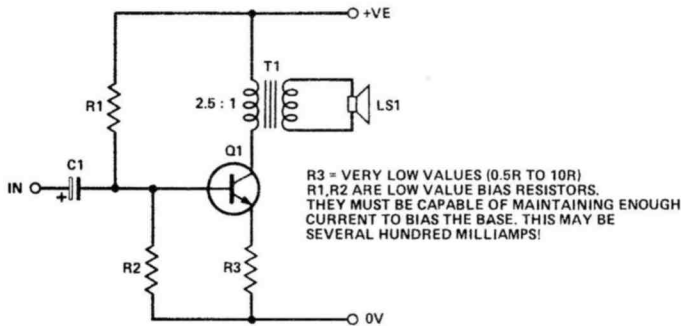 +VE
T1
R1
2.5 : 1
LS1
Q1
C1
IN
+
R3 = VERY LOW VALUES (0.5R TO 10R)
R1,R2 ARE LOW VALUE BIAS RESISTORS.
THEY MUST BE CAPABLE OF MAINTAINING ENOUGH
CURRENT TO BIAS THE BASE. THIS MAY BE
SEVERAL HUNDRED MILLIAMPS!
R2
R3
0V